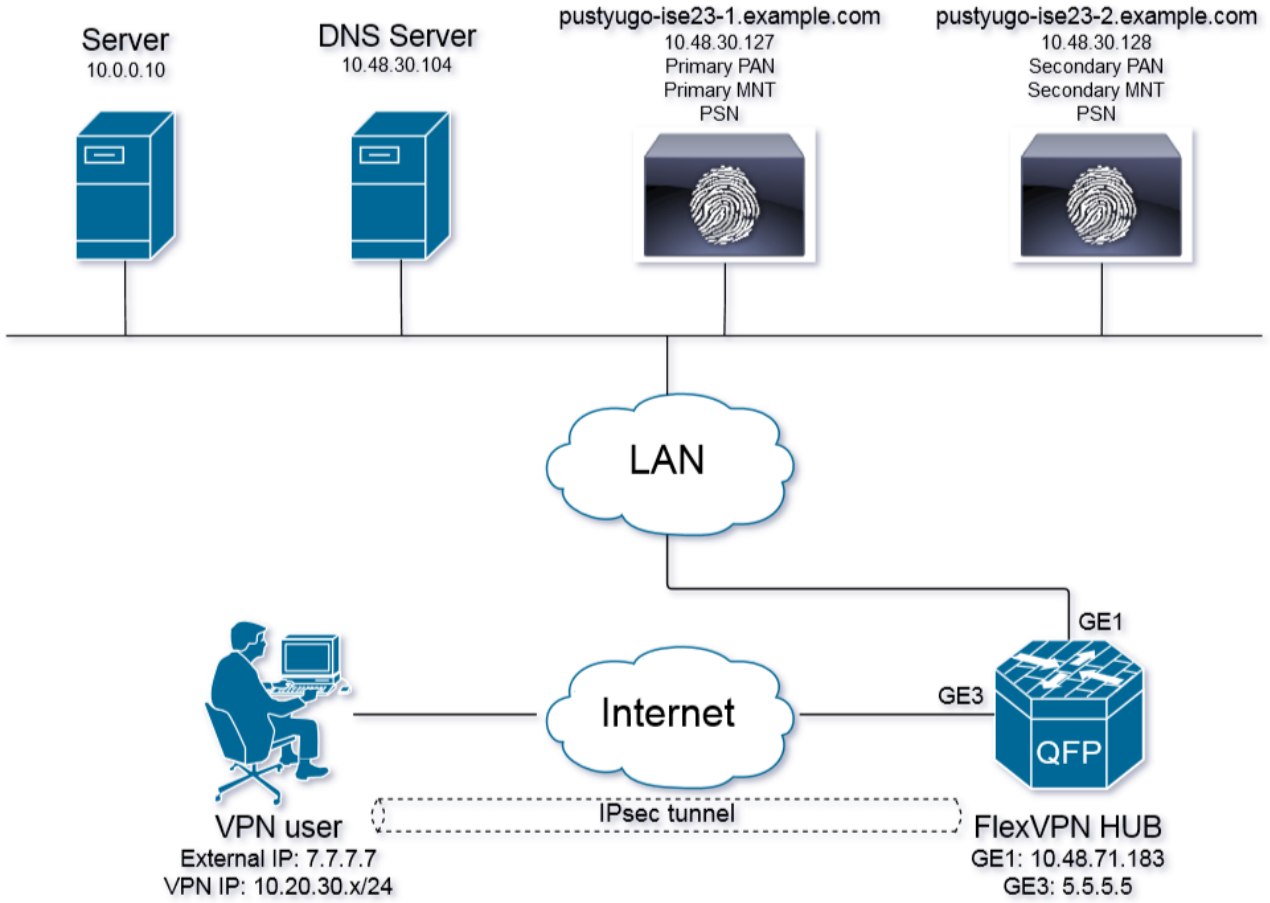 Server
10.0.0.10
DNS Server
10.48.30.104
pustyugo-ise23-1.example.com
10.48.30.127
Primary PAN
Primary MNT
PSN
pustyugo-ise23-2.example.com
10.48.30.128
Secondary PAN
Secondary MNT
PSN
LAN
GE1
GE3
Internet
QFP
IPsec tunnel
VPN user
External IP: 7.7.7.7
VPN IP: 10.20.30.x/24
FlexVPN HUB
GE1: 10.48.71.183
GE3: 5.5.5.5